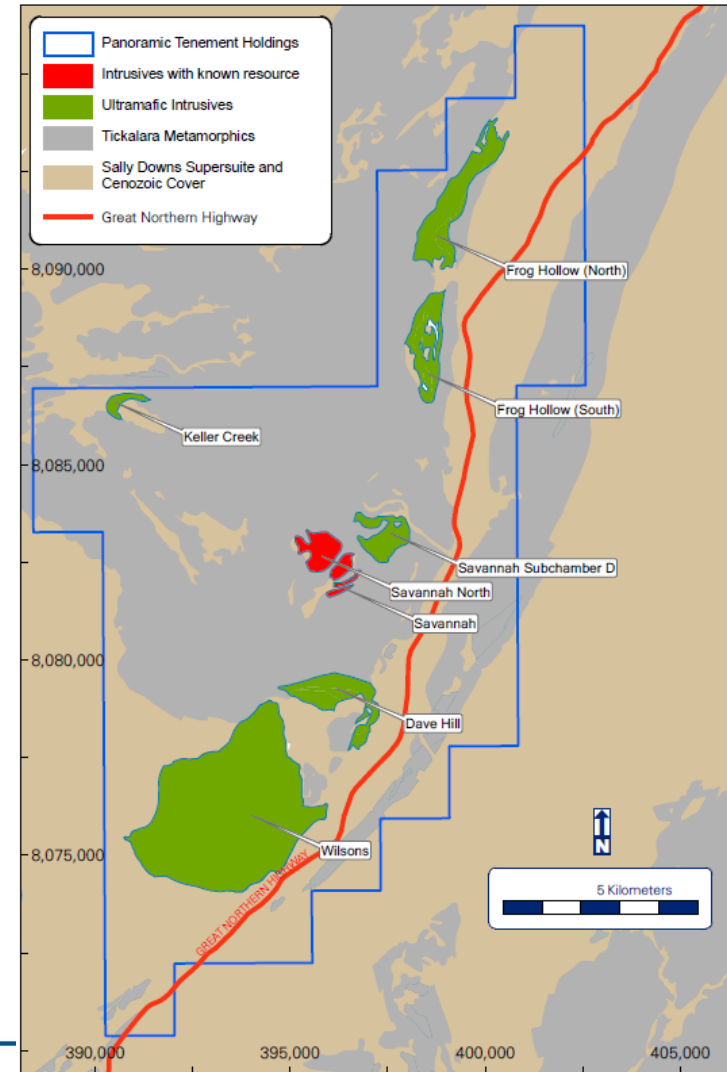 Panoramic Tenement Holdings
Intrusives with known resource
Ultramafic Intrusives
Tickalara Metamorphics
Sally Downs Supersuite and
Cenozoic Cover
Great Northern Highway
8,090,000
Frog Hollow (North)
Frog Hollow (South)
Keller Creek
8,085,000
Savannah Subchamber D
Savannah North
Savannah
8,080,000
Dave Hill
8,075,000
Wilsons
GREAT NORTHERN HIGHWAY
N
5 Kilometers
390,000
395,000
400,000
405,000